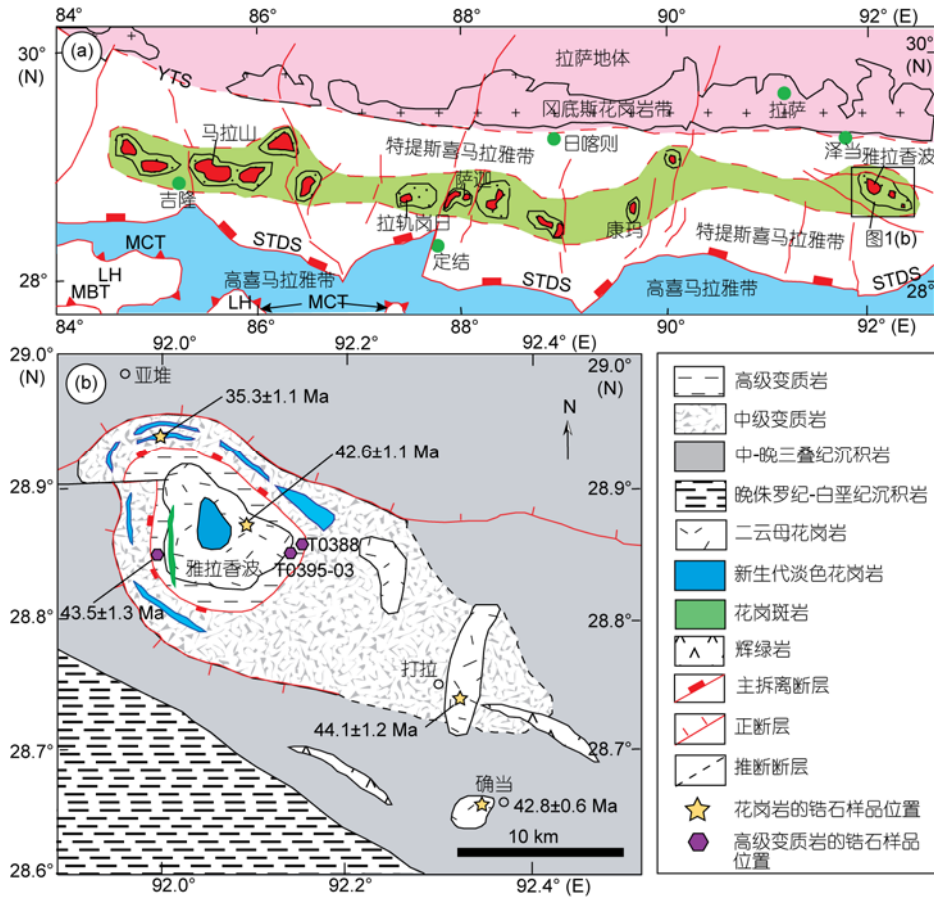 84° 86° 88° 90° 92° (E)
(a)
30°
(N)
30°
(N)
YTS
拉萨地体
冈底斯花岗岩带
拉萨
马拉山
特提斯喜马拉雅带
日喀则
泽当
雅拉香波
吉隆
萨迦
拉轨岗日
康玛
图1(b)
MCT
STDS
定结
特提斯喜马拉雅带
LH
MBT
高喜马拉雅带
STDS
高喜马拉雅带
STDS
28°
28°
LH
MCT
84° 86° 88° 90° 92° (E)
92.0° 92.2° 92.4° (E)
29.0°
(N)
29.0°
(N)
(b)
亚堆
35.3±1.1 Ma
N
42.6±1.1 Ma
28.9°
28.9°
T0388
雅拉香波
T0395-03
43.5±1.3 Ma
28.8°
28.8°
打拉
44.1±1.2 Ma
28.7°
28.7°
确当
42.8±0.6 Ma
10 km
28.6°
92.0° 92.2° 92.4° (E)
高级变质岩
中级变质岩
中-晚三叠纪沉积岩
晚侏罗纪-白垩纪沉积岩
二云母花岗岩
新生代淡色花岗岩
花岗斑岩
辉绿岩
主拆离断层
正断层
推断断层
花岗岩的锆石样品位置
高级变质岩的锆石样品
位置